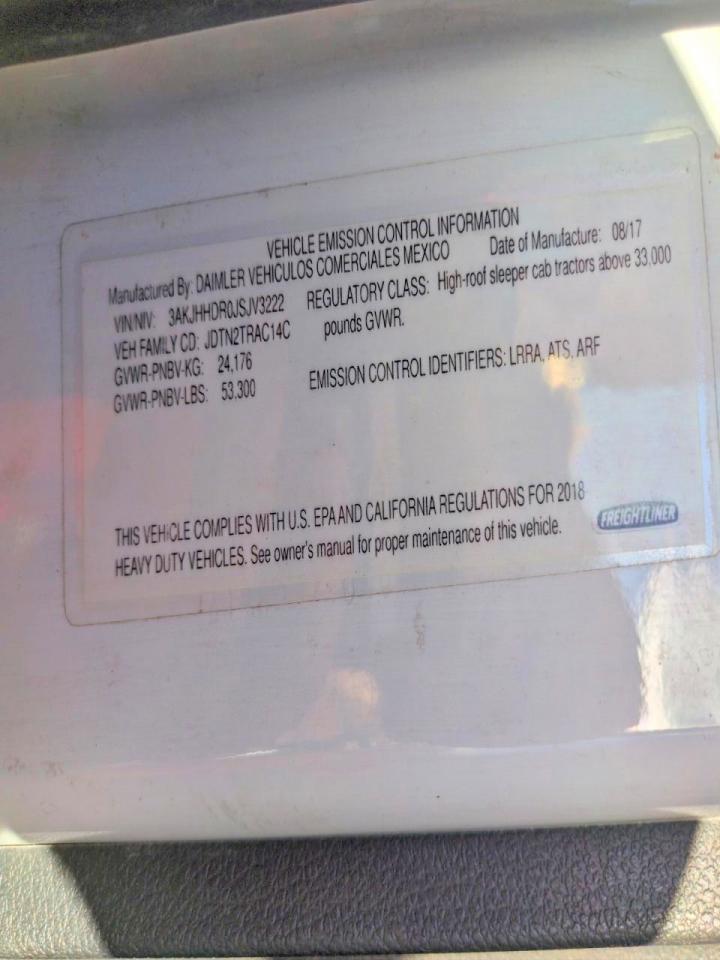 VEHICLE EMISSION CONTROL INFORMATION
Manufactured By: DAIMLER VEHICULOS COMERCIALES MEXICO
Date of Manufacture: 08/17
VIN/NIV: 3AKJHHDR0JSJV3222
REGULATORY CLASS: High-roof sleeper cab tractors above 33,000
pounds GVWR.
VEH FAMILY CD: JDTN2TRAC14C
GVWR-PNBV-KG: 24,176
GVWR-PNBV-LBS: 53,300
EMISSION CONTROL IDENTIFIERS: LRRA, ATS, ARF
THIS VEHICLE COMPLIES WITH U.S. EPA AND CALIFORNIA REGULATIONS FOR 2018
HEAVY DUTY VEHICLES. See owner's manual for proper maintenance of this vehicle.
FREIGHTLINER